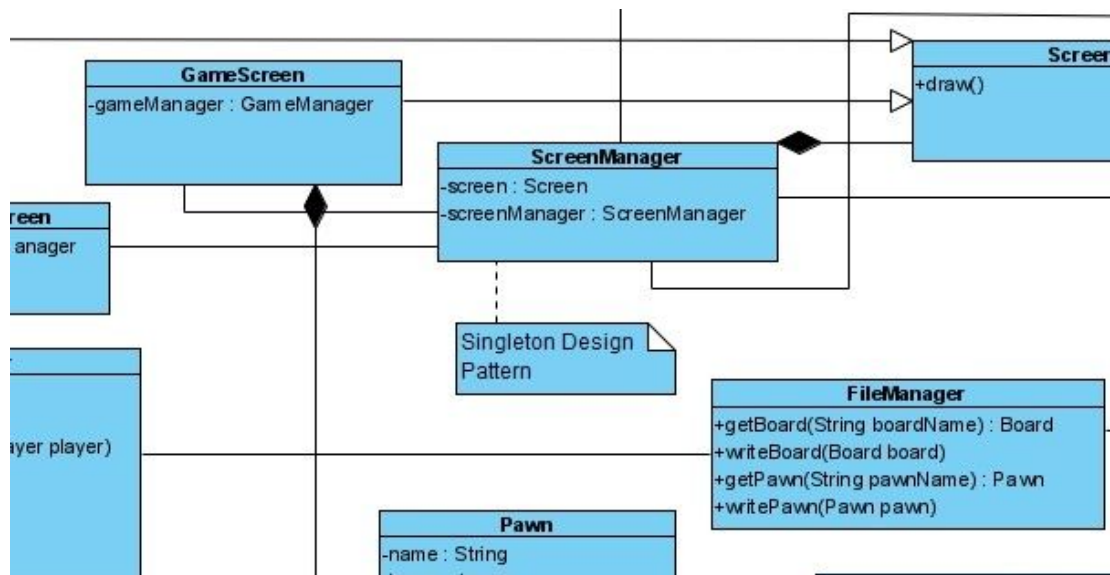 GameScreen
-gameManager : GameManager
Screen
+draw()
ScreenManager
-screen : Screen
-screenManager : ScreenManager
reen
anager
Singleton Design
Pattern
ayer player)
FileManager
+getBoard(String boardName) : Board
+writeBoard(Board board)
+getPawn(String pawnName) : Pawn
+writePawn(Pawn pawn)
Pawn
-name : String